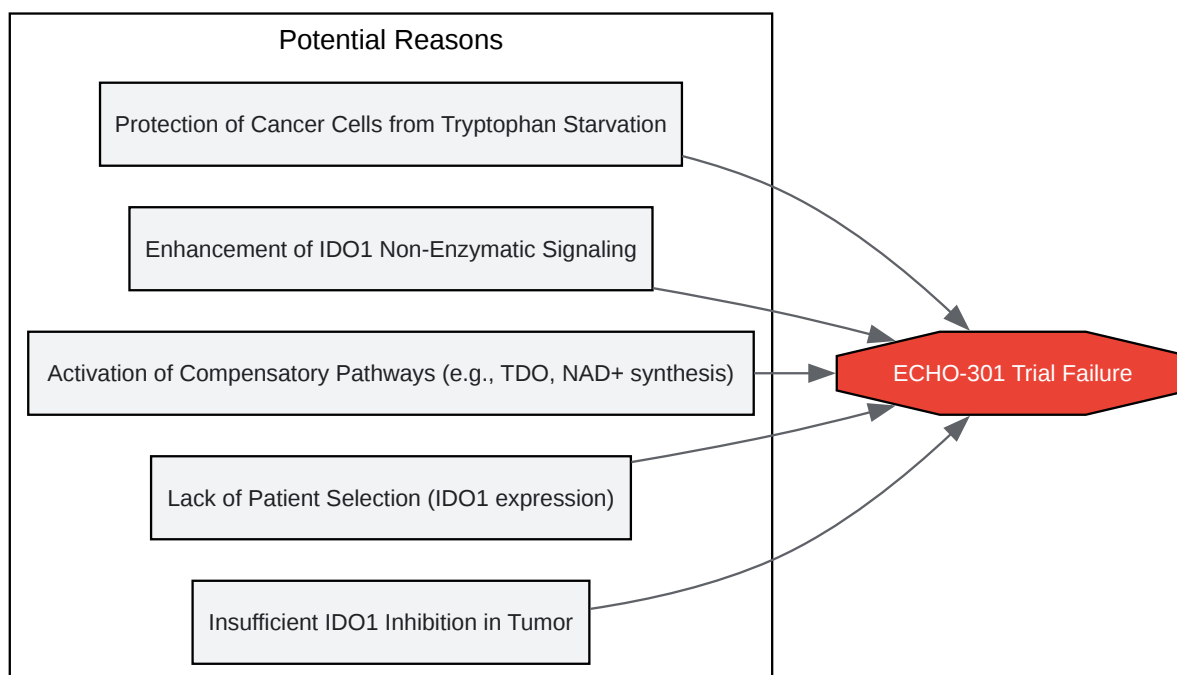 Potential Reasons
Protection of Cancer Cells from Tryptophan Starvation
Enhancement of IDO1 Non-Enzymatic Signaling
Activation of Compensatory Pathways (e.g., TDO, NAD+ synthesis)
ECHO-301 Trial Failure
Lack of Patient Selection (IDO1 expression)
Insufficient IDO1 Inhibition in Tumor